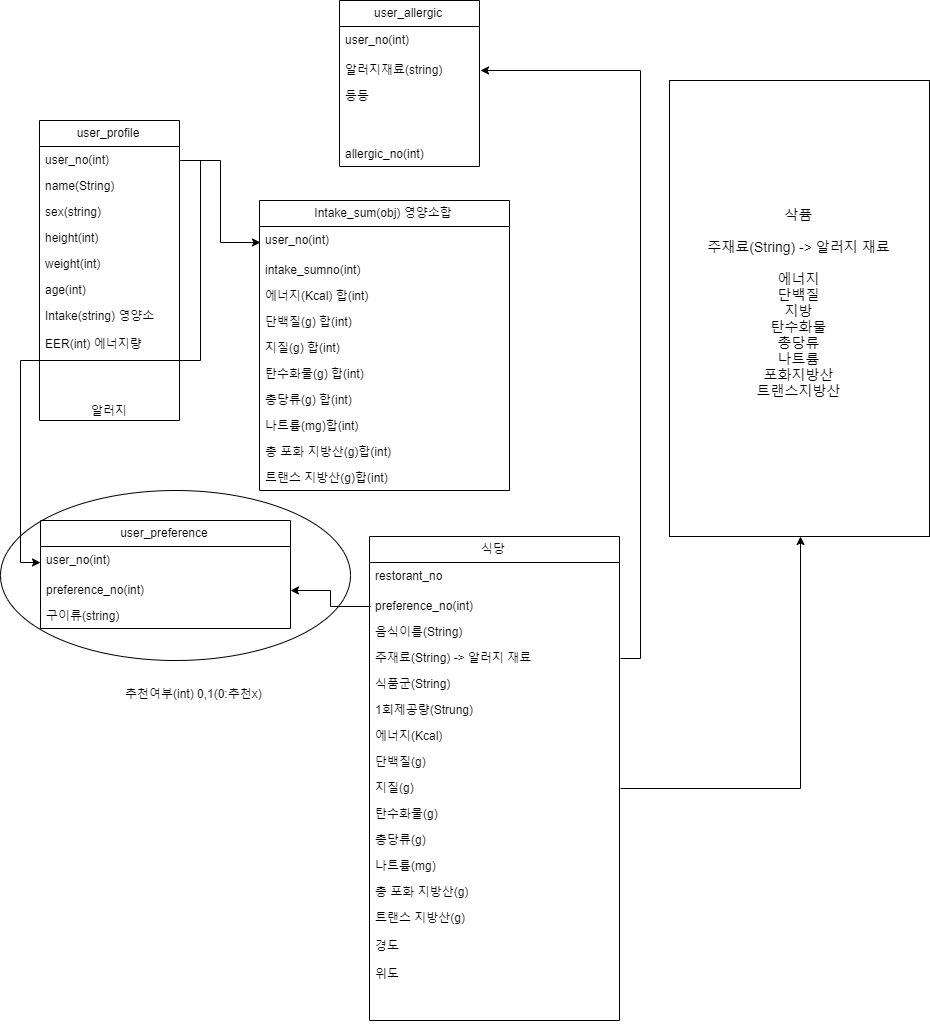 user_allergic
user_no(int)
알러지재료(string)
등등
allergic_no(int)
user_profile
user_no(int)
name(String)
sex(string)
height(int)
weight(int)
age(int)
Intake(string) 영양소
EER(int) 에너지량
알러지
Intake_sum(obj) 영양소합
user_no(int)
intake_sumno(int)
에너지(Kcal) 합(int)
단백질(g) 합(int)
지질(g) 합(int)
탄수화물(g) 합(int)
총당류(g) 합(int)
나트륨(mg)합(int)
총 포화 지방산(g)합(int)
트랜스 지방산(g)합(int)
삭품
주재료(String) -> 알러지 재료
에너지
단백질
지방
탄수화물
총당류
나트륨
포화지방산
트랜스지방산
user_preference
user_no(int)
preference_no(int)
구이류(string)
추천여부(int) 0,1(0:추천x)
식당
restorant_no
preference_no(int)
음식이름(String)
주재료(String) -> 알러지 재료
식품군(String)
1회제공량(Strung)
에너지(Kcal)
단백질(g)
지질(g)
탄수화물(g)
총당류(g)
나트륨(mg)
총 포화 지방산(g)
트랜스 지방산(g)
경도
위도